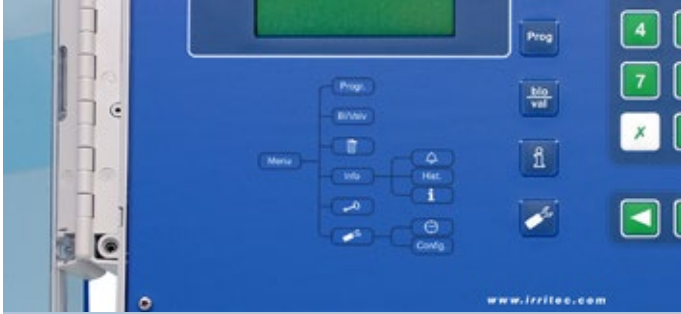 Prog
4
blo
val
7
X
Progr.
Bl/Valv
Menu
Info
Hist.
i
i
Config.
www.irritec.com